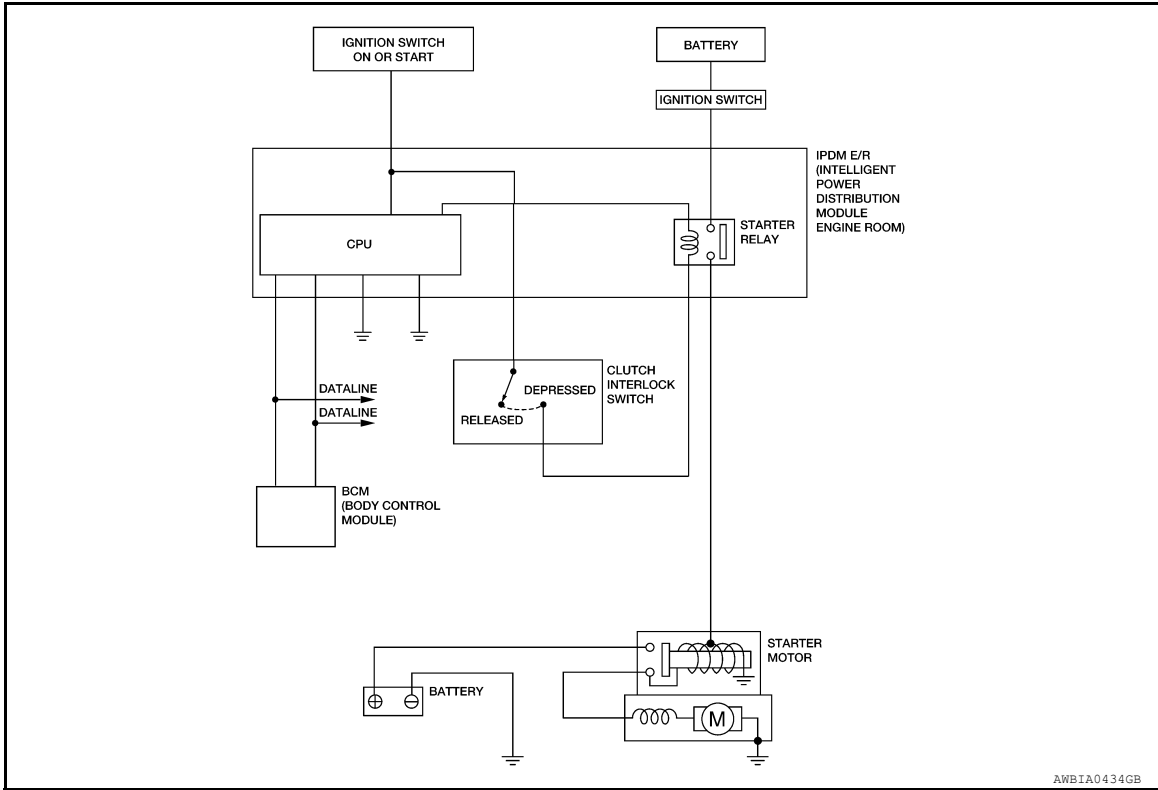 IGNITION SWITCH
ON OR START
BATTERY
IGNITION SWITCH
IPDM E/R
(INTELLIGENT
POWER
DISTRIBUTION
MODULE
ENGINE ROOM)
CPU
STARTER
RELAY
CLUTCH
INTERLOCK
SWITCH
DEPRESSED
RELEASED
DATALINE
DATALINE
BCM
(BODY CONTROL
MODULE)
STARTER
MOTOR
BATTERY
M
AWBIA0434GB